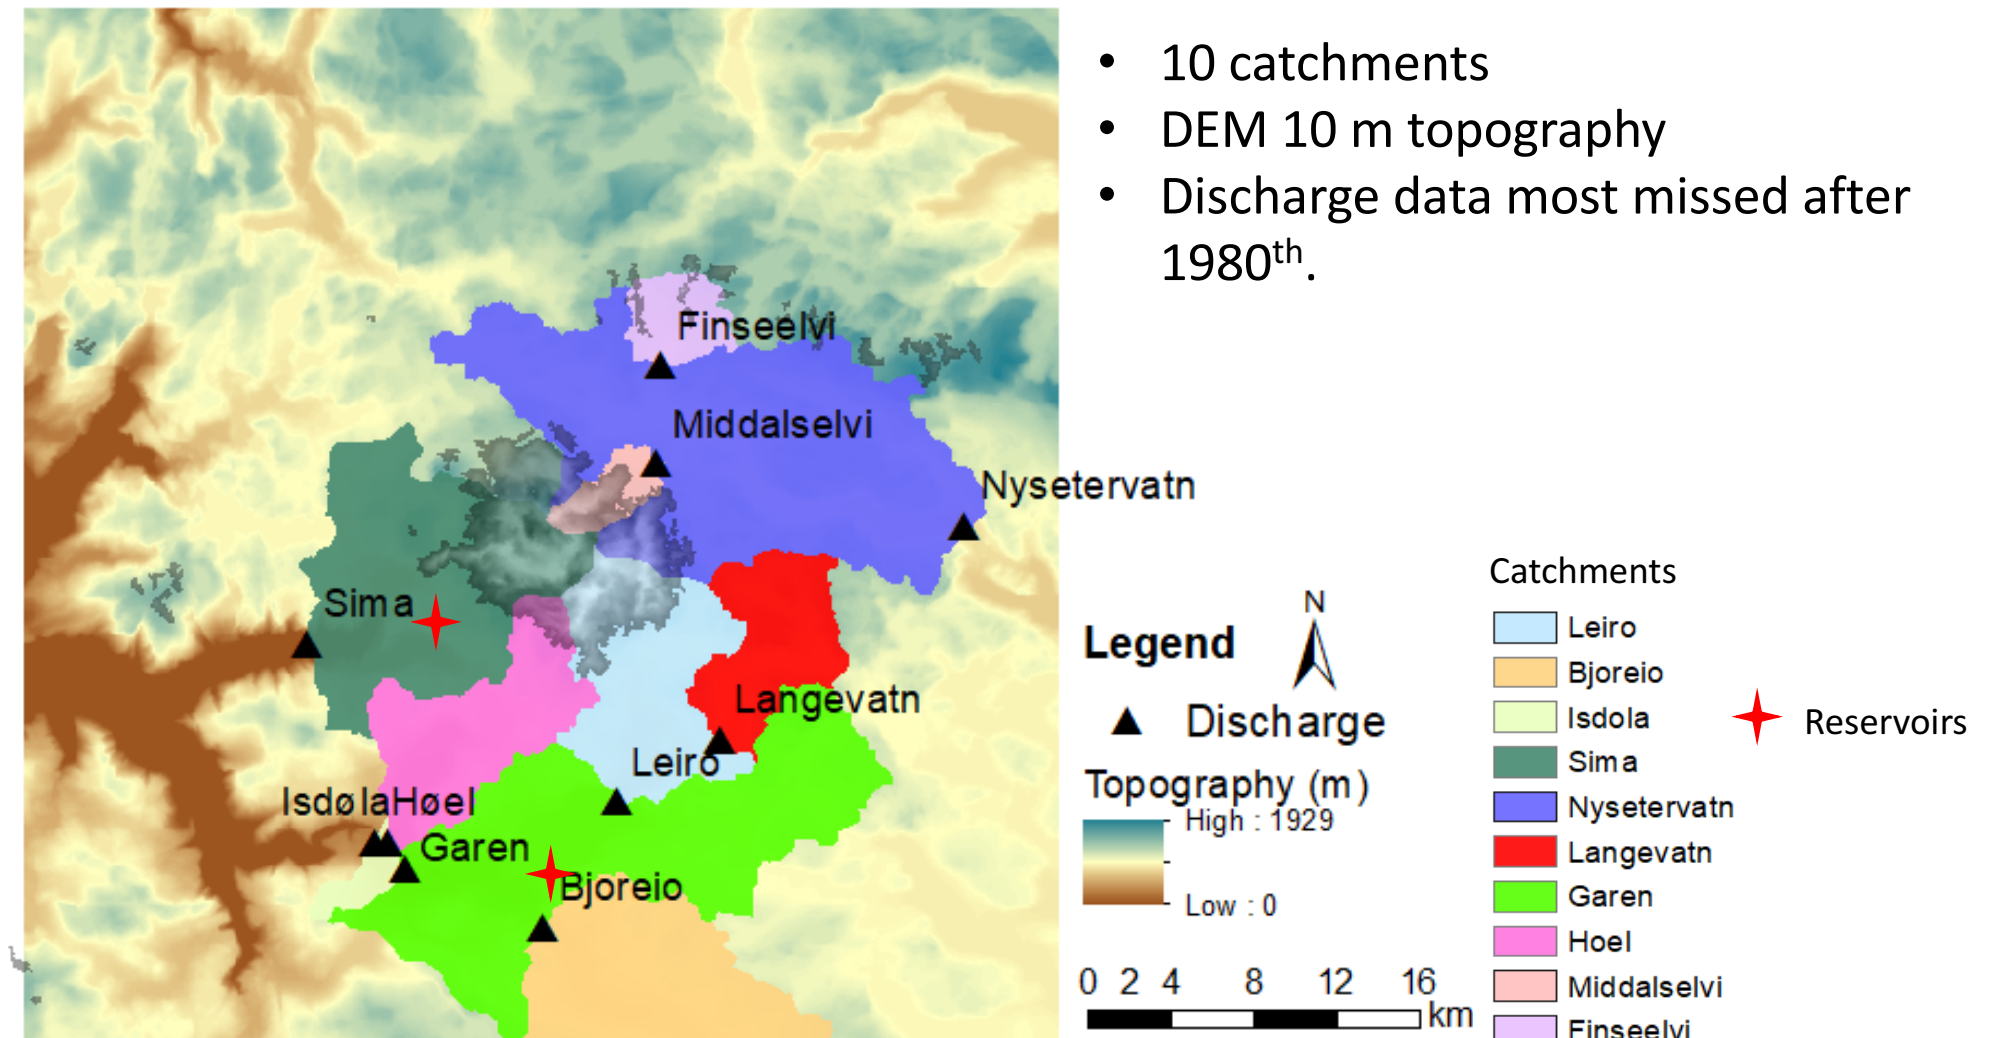 • 10 catchments
• DEM 10 m topography
• Discharge data most missed after
1980th.
Finseelvi
Middalselvi
Nysetervatn
Sima
Langevatn
Leiro
IsdølaHøel
Garen
Bjoreio
Legend
N
Discharge
Topography (m)
High : 1929
Low : 0
0 2 4 8 12 16
km
Catchments
Leiro
Bjoreio
Isdola
Sima
Nysetervatn
Langevatn
Garen
Hoel
Middalselvi
Finseelvi
Reservoirs